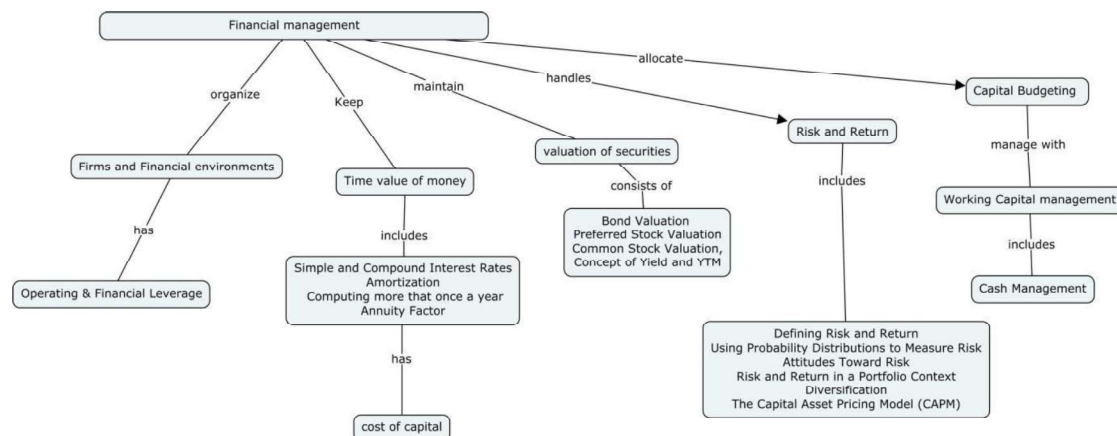 Financial management
allocate
handles
Capital Budgeting
maintain
organize
Keep
Risk and Return
manage with
valuation of securities
Firms and Financial environments
Time value of money
includes
consists of
Working Capital management
Bond Valuation
Preferred Stock Valuation
Common Stock Valuation,
Concept of Yield and YTM
has
includes
includes
Simple and Compound Interest Rates
Amortization
Computing more that once a year
Annuity Factor
Operating & Financial Leverage
Cash Management
Defining Risk and Return
Using Probability Distributions to Measure Risk
Attitudes Toward Risk
Risk and Return in a Portfolio Context
Diversification
The Capital Asset Pricing Model (CAPM)
has
cost of capital